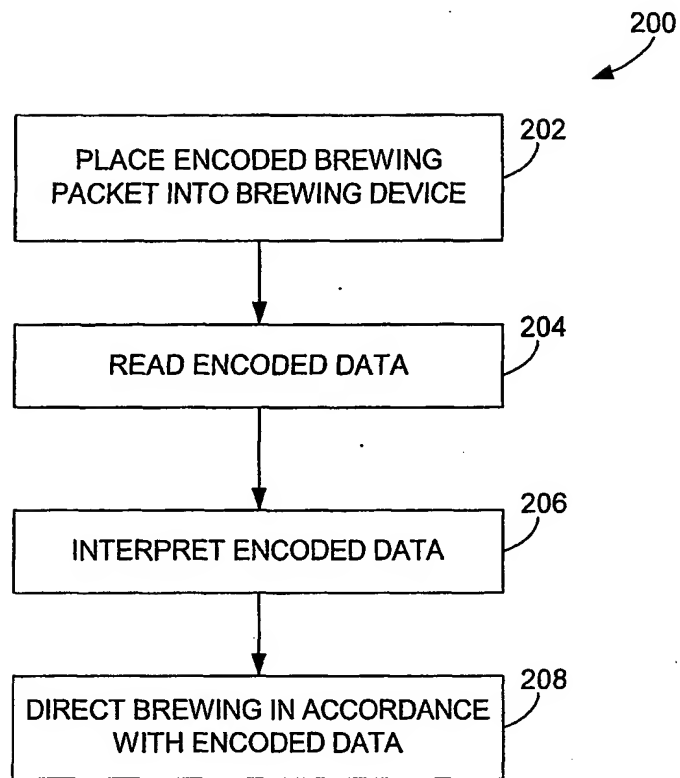 200
202
PLACE ENCODED BREWING
PACKET INTO BREWING DEVICE
204
READ ENCODED DATA
206
INTERPRET ENCODED DATA
208
DIRECT BREWING IN ACCORDANCE
WITH ENCODED DATA